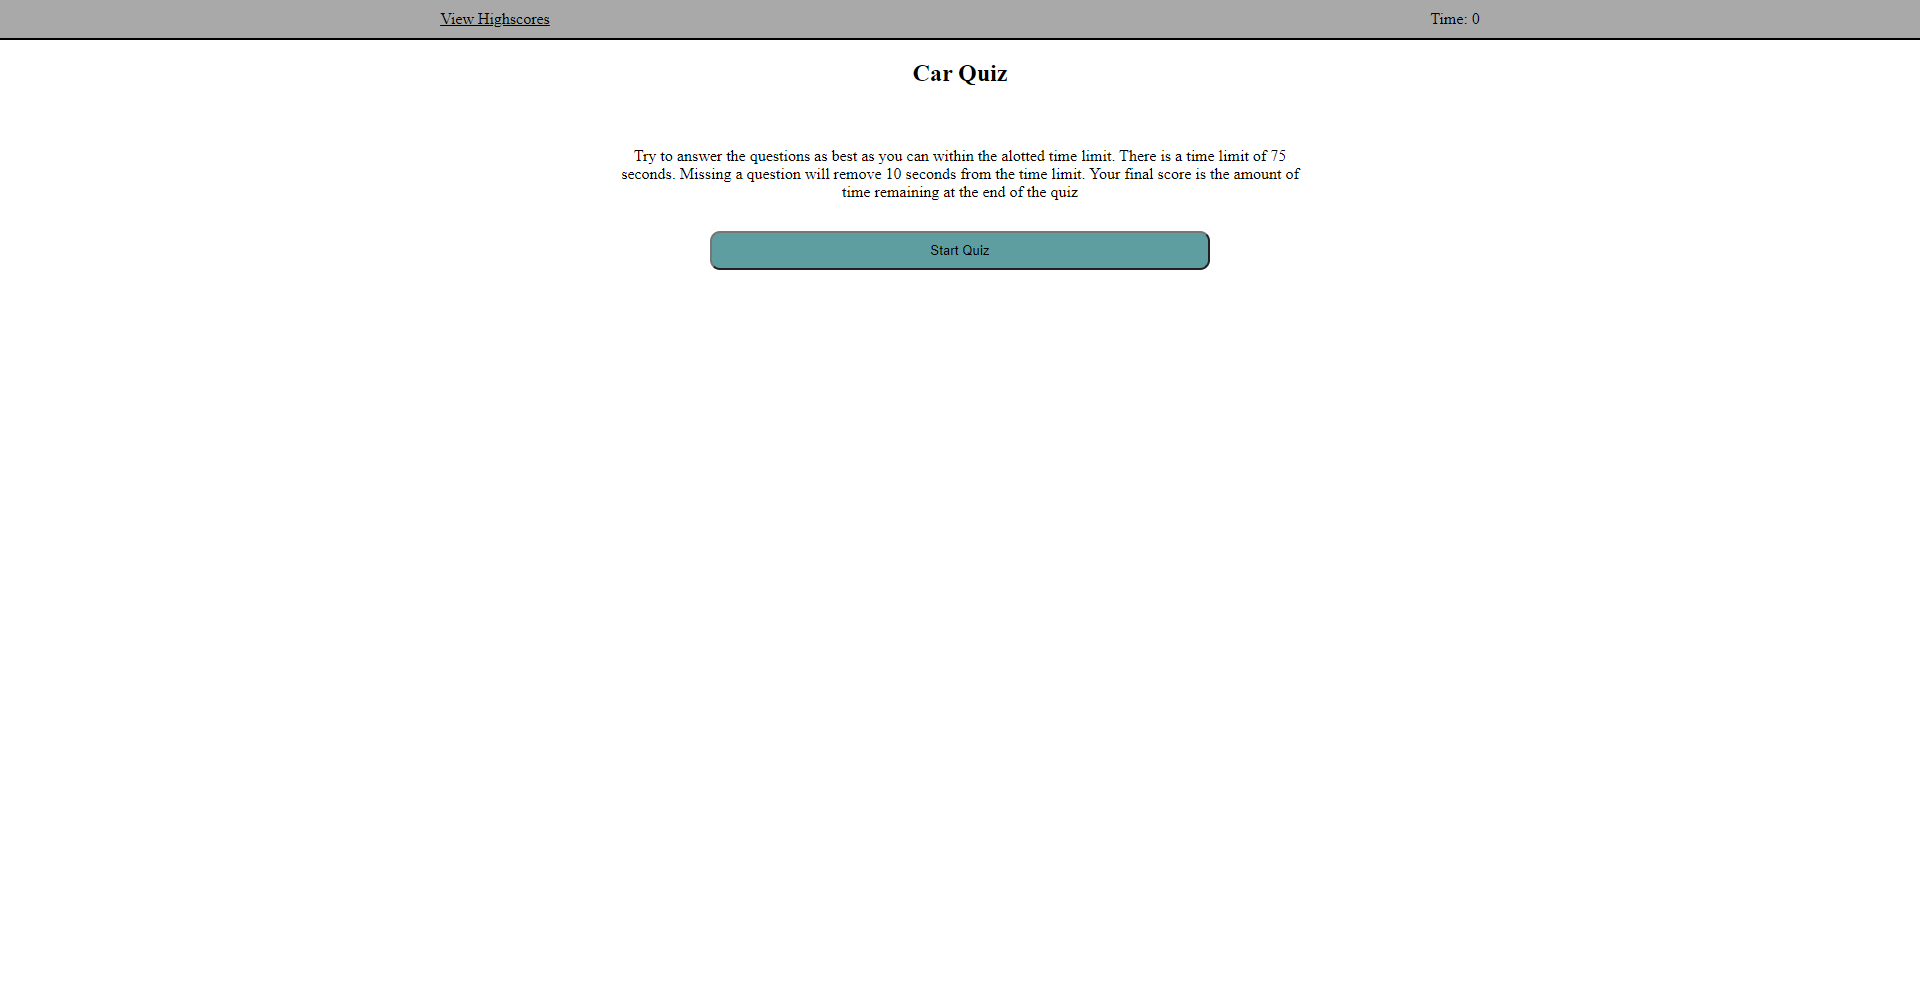 View Highscores
Time: 0
Car Quiz
Try to answer the questions as best as you can within the alotted time limit. There is a time limit of 75
seconds. Missing a question will remove 10 seconds from the time limit. Your final score is the amount of
time remaining at the end of the quiz
Start Quiz